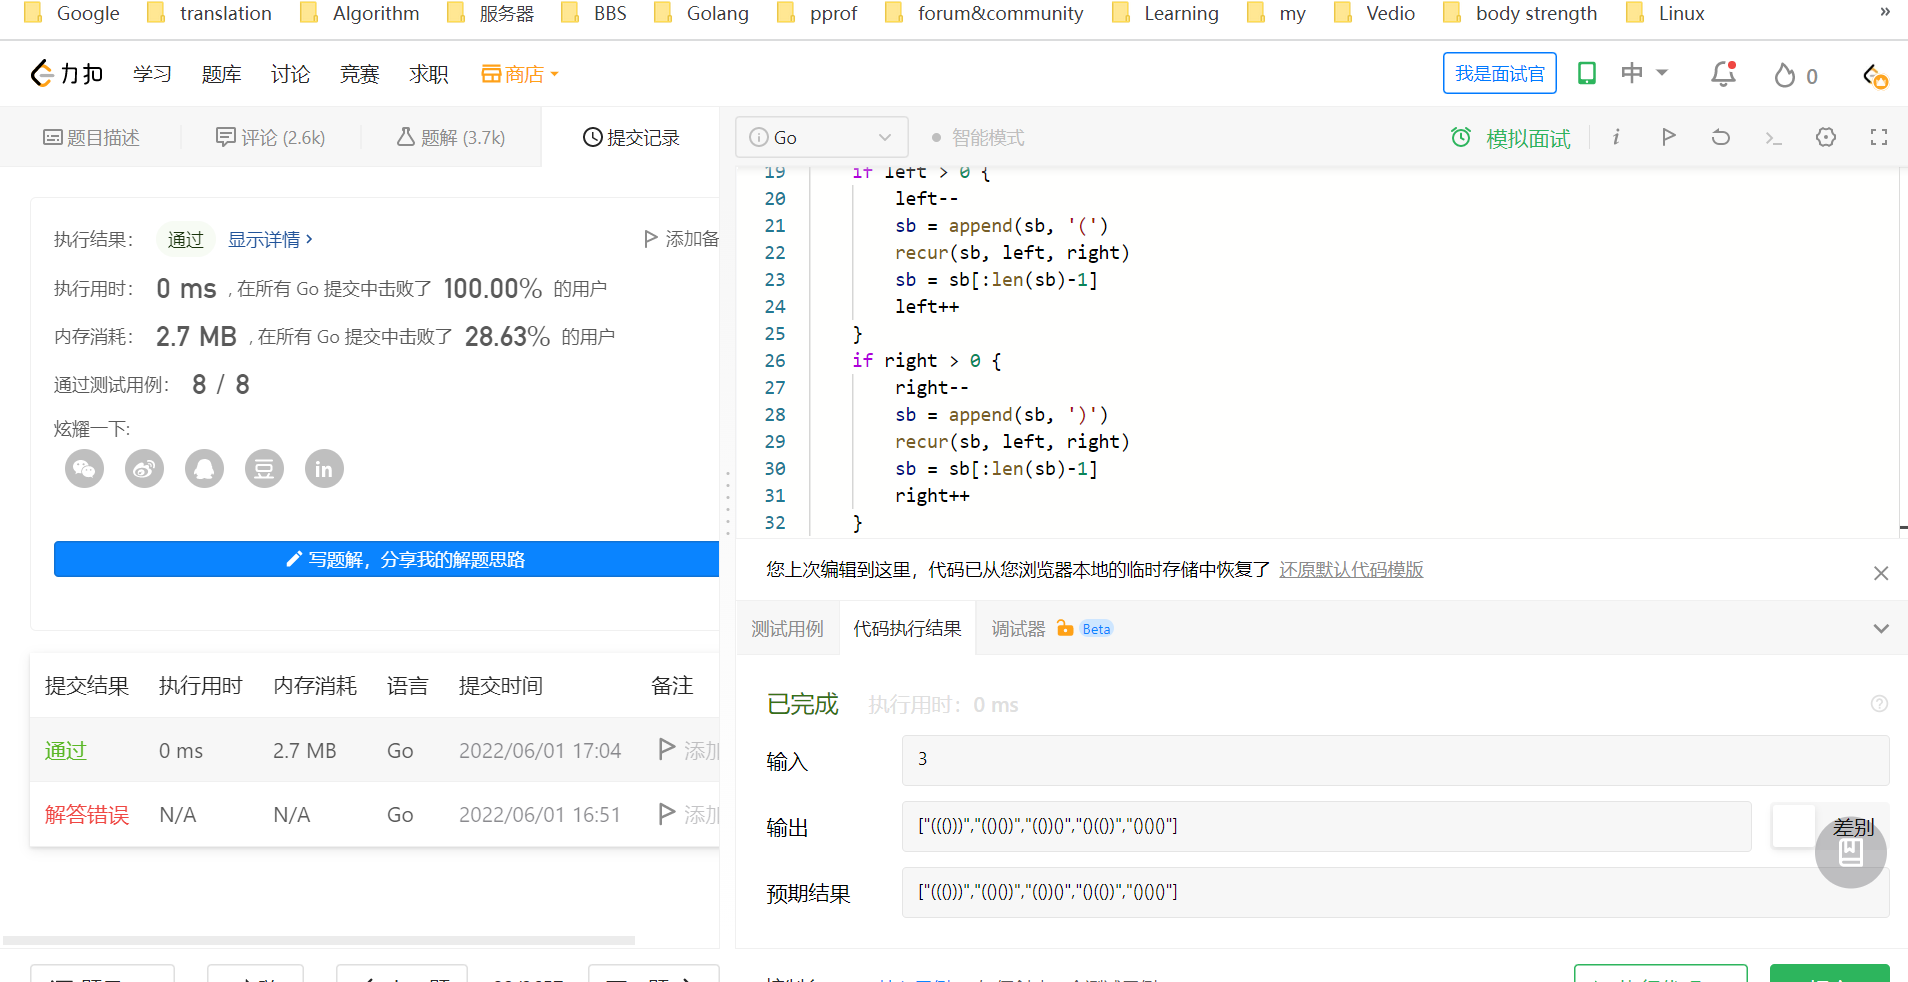 Google translation Algorithm 服务器 BBS Golang pprof forum&community Learning my Vedio body strength Linux »
力扣 学习 题库 讨论 竞赛 求职 商店 我是面试官 中 0
题目描述 评论 (2.6k) 题解 (3.7k) 提交记录
Go 智能模式 模拟面试
执行结果： 通过 显示详情 › 添加备
执行用时： 0 ms , 在所有 Go 提交中击败了 100.00% 的用户
内存消耗： 2.7 MB , 在所有 Go 提交中击败了 28.63% 的用户
通过测试用例： 8 / 8
炫耀一下:
豆 in
写题解，分享我的解题思路
提交结果 执行用时 内存消耗 语言 提交时间 备注
通过 0 ms 2.7 MB Go 2022/06/01 17:04 添加
解答错误 N/A N/A Go 2022/06/01 16:51 添加
19 if left > 0 {
20 left--
21 sb = append(sb, '(')
22 recur(sb, left, right)
23 sb = sb[:len(sb)-1]
24 left++
25 }
26 if right > 0 {
27 right--
28 sb = append(sb, ')')
29 recur(sb, left, right)
30 sb = sb[:len(sb)-1]
31 right++
32 }
您上次编辑到这里，代码已从您浏览器本地的临时存储中恢复了 还原默认代码模版
测试用例 代码执行结果 调试器 Beta
已完成 执行用时：0 ms
输入 3
输出 ["((()))","(()())","(())()","()(())","()()()"] 差别
预期结果 ["((()))","(()())","(())()","()(())","()()()"]